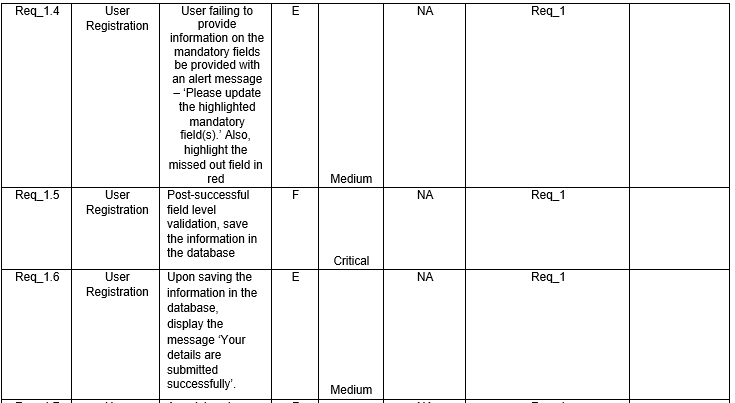 Req_1.4 User Registration User failing to E NA Req_1
provide
information on the
mandatory fields
be provided with
an alert message
– ‘Please update
the highlighted
mandatory
field(s).’ Also,
highlight the
missed out field in
red
Medium
Req_1.5 User Registration Post-successful F NA Req_1
field level
validation, save
the information in
the database
Critical
Req_1.6 User Registration Upon saving the E NA Req_1
information in the
database,
display the
message ‘Your
details are
submitted
successfully’.
Medium